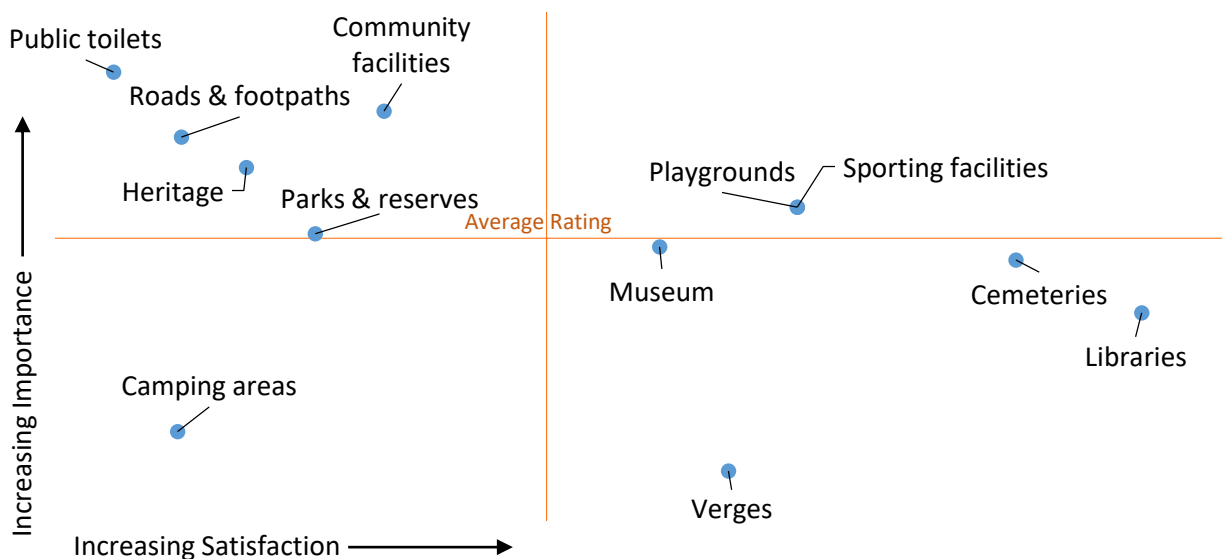 Public toilets
Community
facilities
Roads & footpaths
Heritage
Parks & reserves
Playgrounds
Sporting facilities
Average Rating
Museum
Cemeteries
Libraries
Camping areas
Verges
Increasing Importance
Increasing Satisfaction